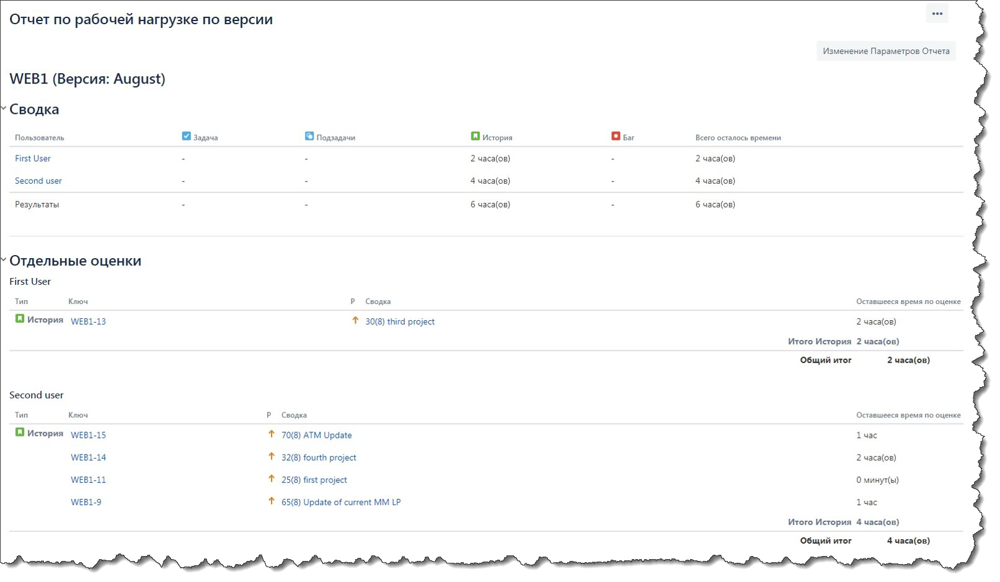 Отчет по рабочей нагрузке по версии
•••
Изменение Параметров Отчета
WEB1 (Версия: August)
Сводка
Пользователь Задача Подзадачи История Баг Всего осталось времени
First User - - 2 часа(ов) - 2 часа(ов)
Second user - - 4 часа(ов) - 4 часа(ов)
Результаты - - 6 часа(ов) - 6 часа(ов)
Отдельные оценки
First User
Тип Ключ P Сводка Оставшееся время по оценке
История WEB1-13 30(8) third project 2 часа(ов)
Итого История 2 часа(ов)
Общий итог 2 часа(ов)
Second user
Тип Ключ P Сводка Оставшееся время по оценке
История WEB1-15 70(8) ATM Update 1 час
WEB1-14 32(8) fourth project 2 часа(ов)
WEB1-11 25(8) first project 0 минут(ы)
WEB1-9 65(8) Update of current MM LP 1 час
Итого История 4 часа(ов)
Общий итог 4 часа(ов)